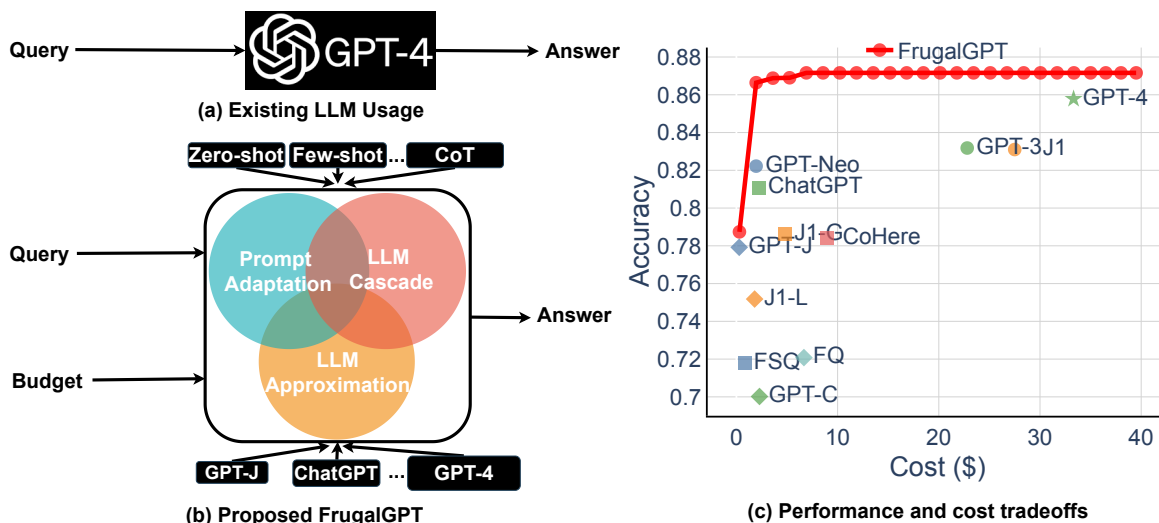 Query
GPT-4
Answer
(a) Existing LLM Usage
Zero-shot
Few-shot
...
CoT
Query
Budget
Prompt
Adaptation
LLM
Cascade
LLM
Approximation
Answer
GPT-J
ChatGPT
...
GPT-4
(b) Proposed FrugalGPT
FrugalGPT
0.88
0.86
0.84
0.82
0.8
0.78
0.76
0.74
0.72
0.7
Accuracy
GPT-4
GPT-3
J1
GPT-Neo
ChatGPT
J1-G
CoHere
GPT-J
J1-L
FSQ
FQ
GPT-C
0
10
20
30
40
Cost ($)
(c) Performance and cost tradeoffs